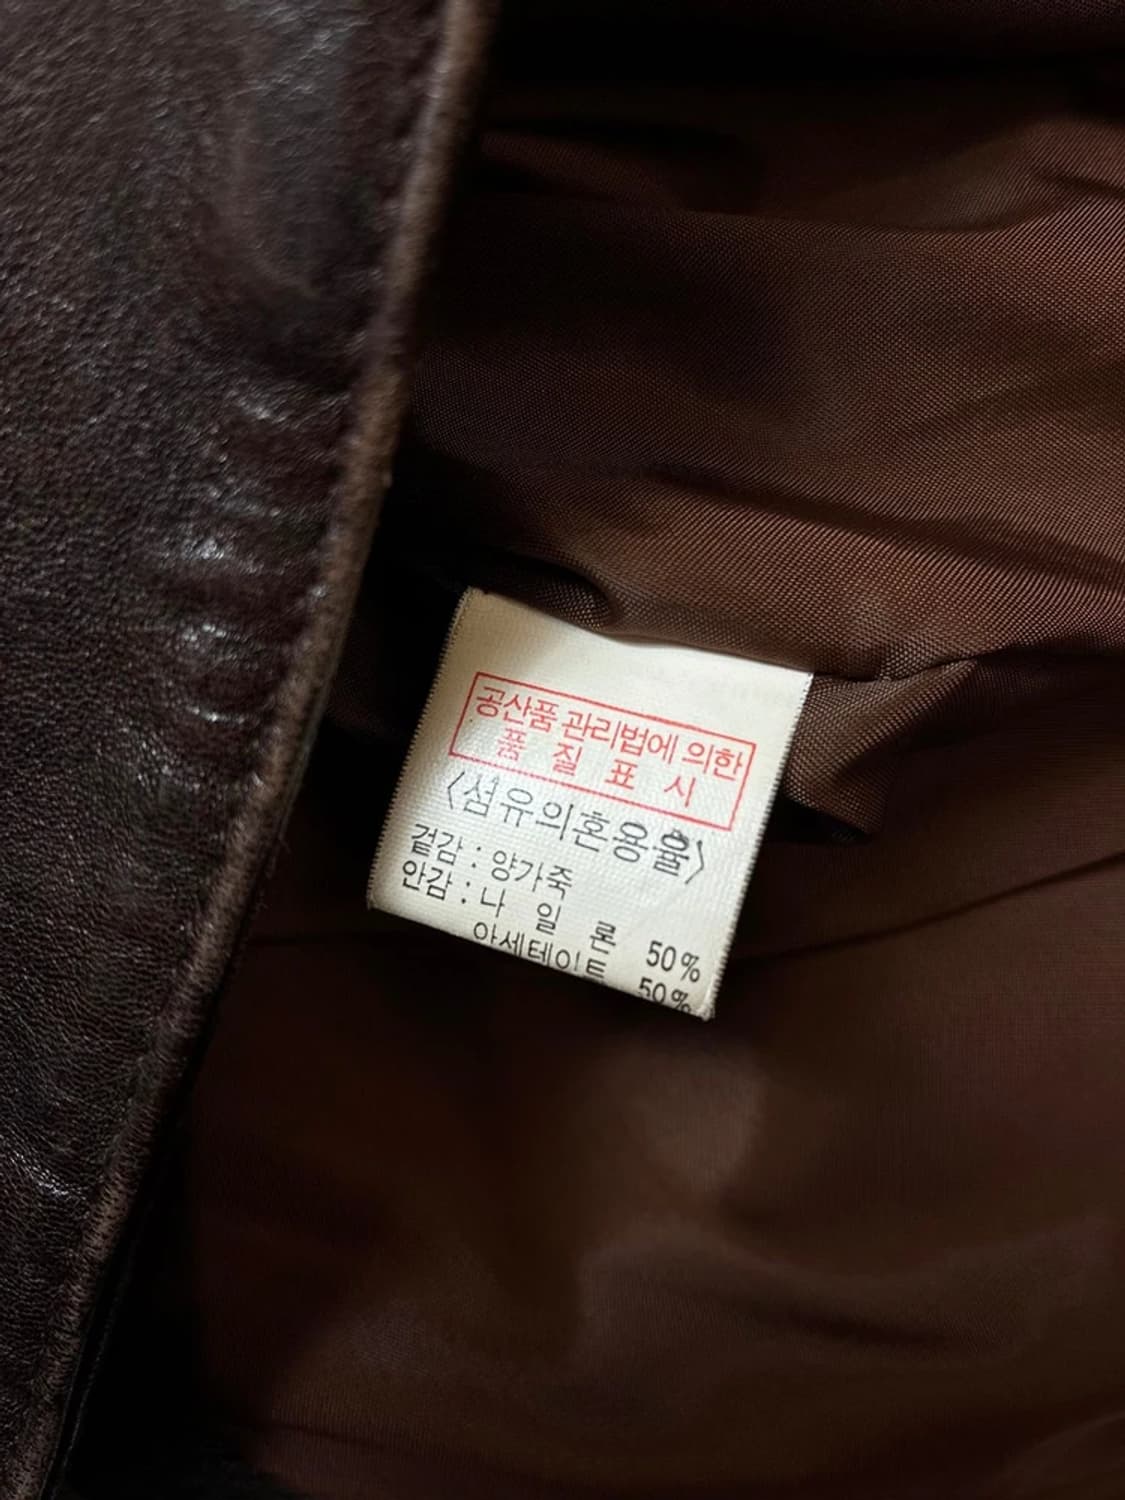 공산품 관리법에 의한
품 질 표 시
<섬유의혼용율>
겉감 : 양가죽
안감 : 나 일 론 50%
아세테이트 50%